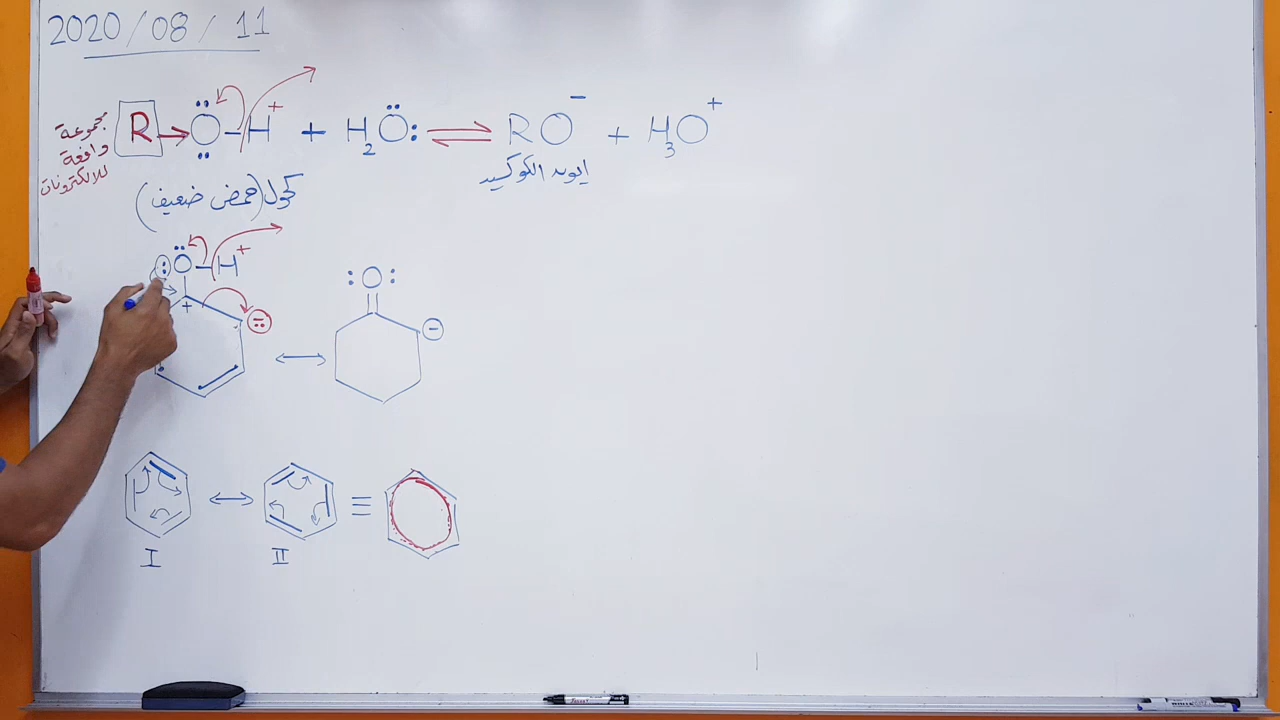 2020/08/11
R → Ö – H⁺ + H₂Ö: ⇌ RO⁻ + H₃O⁺
مجموعة
دافعة
للالكترونات
كحول (حمض ضعيف)
ايون الكوكسيد
:Ö – H⁺
:O:
+
−
I II